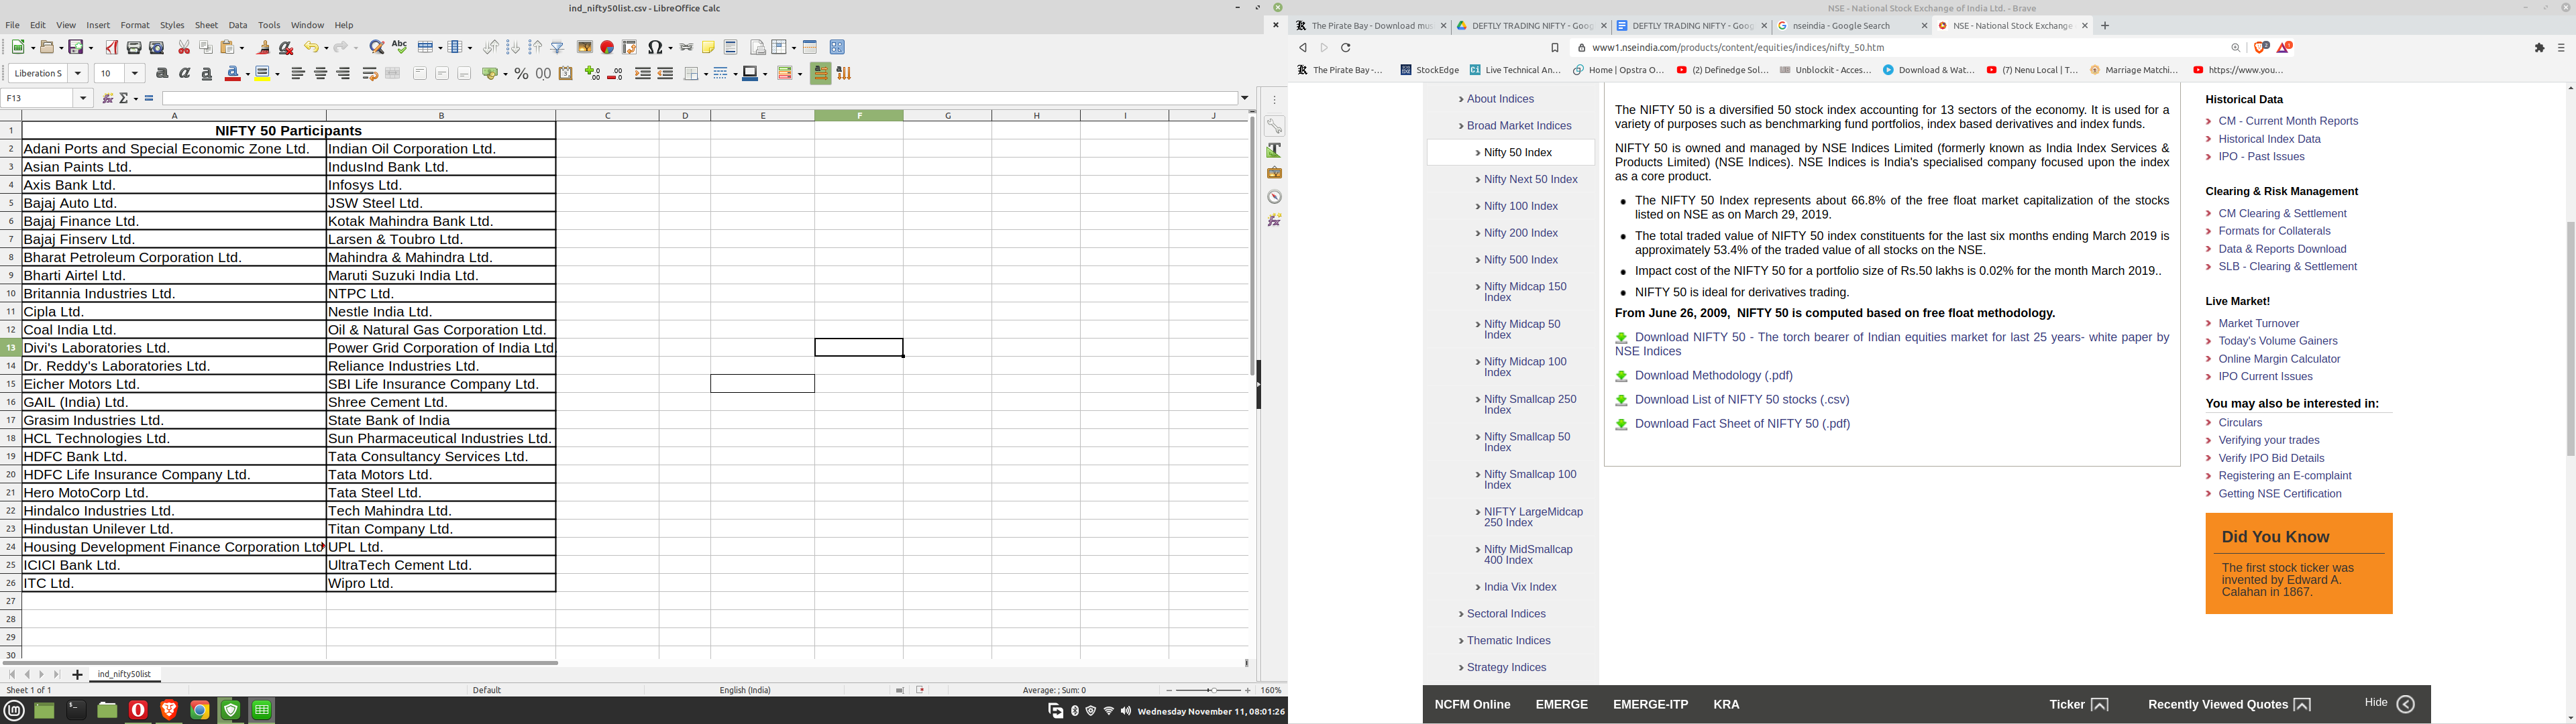 ind_nifty50list.csv - LibreOffice Calc
File Edit View Insert Format Styles Sheet Data Tools Window Help
Liberation S 10
F13
A B C D E F G H I J
1 NIFTY 50 Participants
2 Adani Ports and Special Economic Zone Ltd. Indian Oil Corporation Ltd.
3 Asian Paints Ltd. IndusInd Bank Ltd.
4 Axis Bank Ltd. Infosys Ltd.
5 Bajaj Auto Ltd. JSW Steel Ltd.
6 Bajaj Finance Ltd. Kotak Mahindra Bank Ltd.
7 Bajaj Finserv Ltd. Larsen & Toubro Ltd.
8 Bharat Petroleum Corporation Ltd. Mahindra & Mahindra Ltd.
9 Bharti Airtel Ltd. Maruti Suzuki India Ltd.
10 Britannia Industries Ltd. NTPC Ltd.
11 Cipla Ltd. Nestle India Ltd.
12 Coal India Ltd. Oil & Natural Gas Corporation Ltd.
13 Divi's Laboratories Ltd. Power Grid Corporation of India Ltd.
14 Dr. Reddy's Laboratories Ltd. Reliance Industries Ltd.
15 Eicher Motors Ltd. SBI Life Insurance Company Ltd.
16 GAIL (India) Ltd. Shree Cement Ltd.
17 Grasim Industries Ltd. State Bank of India
18 HCL Technologies Ltd. Sun Pharmaceutical Industries Ltd.
19 HDFC Bank Ltd. Tata Consultancy Services Ltd.
20 HDFC Life Insurance Company Ltd. Tata Motors Ltd.
21 Hero MotoCorp Ltd. Tata Steel Ltd.
22 Hindalco Industries Ltd. Tech Mahindra Ltd.
23 Hindustan Unilever Ltd. Titan Company Ltd.
24 Housing Development Finance Corporation Ltd UPL Ltd.
25 ICICI Bank Ltd. UltraTech Cement Ltd.
26 ITC Ltd. Wipro Ltd.
27
28
29
30
ind_nifty50list
Sheet 1 of 1 Default English (India) Average: ; Sum: 0 160%
Wednesday November 11, 08:01:26
NSE - National Stock Exchange of India Ltd. - Brave
The Pirate Bay - Download mus DEFTLY TRADING NIFTY - Goog DEFTLY TRADING NIFTY - Goog nseindia - Google Search NSE - National Stock Exchange
www1.nseindia.com/products/content/equities/indices/nifty_50.htm
The Pirate Bay -... StockEdge Live Technical An... Home | Opstra O... (2) Definedge Sol... Unblockit - Acces... Download & Wat... (7) Nenu Local | T... Marriage Matchi... https://www.you...
About Indices
Broad Market Indices
Nifty 50 Index
Nifty Next 50 Index
Nifty 100 Index
Nifty 200 Index
Nifty 500 Index
Nifty Midcap 150
Index
Nifty Midcap 50
Index
Nifty Midcap 100
Index
Nifty Smallcap 250
Index
Nifty Smallcap 50
Index
Nifty Smallcap 100
Index
NIFTY LargeMidcap
250 Index
Nifty MidSmallcap
400 Index
India Vix Index
Sectoral Indices
Thematic Indices
Strategy Indices
The NIFTY 50 is a diversified 50 stock index accounting for 13 sectors of the economy. It is used for a
variety of purposes such as benchmarking fund portfolios, index based derivatives and index funds.
NIFTY 50 is owned and managed by NSE Indices Limited (formerly known as India Index Services &
Products Limited) (NSE Indices). NSE Indices is India's specialised company focused upon the index
as a core product.
The NIFTY 50 Index represents about 66.8% of the free float market capitalization of the stocks
listed on NSE as on March 29, 2019.
The total traded value of NIFTY 50 index constituents for the last six months ending March 2019 is
approximately 53.4% of the traded value of all stocks on the NSE.
Impact cost of the NIFTY 50 for a portfolio size of Rs.50 lakhs is 0.02% for the month March 2019..
NIFTY 50 is ideal for derivatives trading.
From June 26, 2009, NIFTY 50 is computed based on free float methodology.
Download NIFTY 50 - The torch bearer of Indian equities market for last 25 years- white paper by
NSE Indices
Download Methodology (.pdf)
Download List of NIFTY 50 stocks (.csv)
Download Fact Sheet of NIFTY 50 (.pdf)
Historical Data
CM - Current Month Reports
Historical Index Data
IPO - Past Issues
Clearing & Risk Management
CM Clearing & Settlement
Formats for Collaterals
Data & Reports Download
SLB - Clearing & Settlement
Live Market!
Market Turnover
Today's Volume Gainers
Online Margin Calculator
IPO Current Issues
You may also be interested in:
Circulars
Verifying your trades
Verify IPO Bid Details
Registering an E-complaint
Getting NSE Certification
Did You Know
The first stock ticker was
invented by Edward A.
Calahan in 1867.
NCFM Online EMERGE EMERGE-ITP KRA Ticker Recently Viewed Quotes Hide